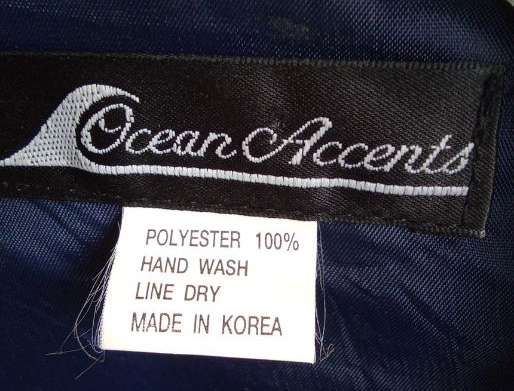 Ocean Accents
POLYESTER 100%
HAND WASH
LINE DRY
MADE IN KOREA